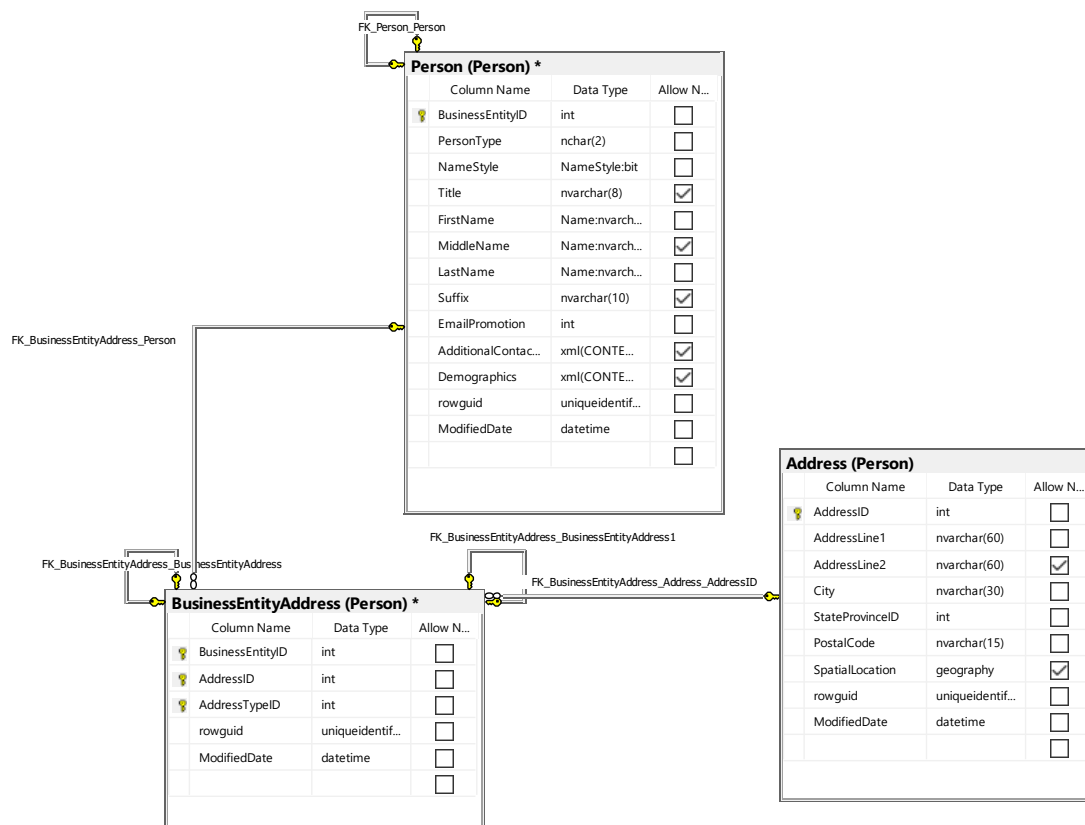 FK_Person_Person
Person (Person) *
Column Name Data Type Allow N...
BusinessEntityID int
PersonType nchar(2)
NameStyle NameStyle:bit
Title nvarchar(8)
FirstName Name:nvarch...
MiddleName Name:nvarch...
LastName Name:nvarch...
Suffix nvarchar(10)
EmailPromotion int
AdditionalContac... xml(CONTE...
Demographics xml(CONTE...
rowguid uniqueidentif...
ModifiedDate datetime
FK_BusinessEntityAddress_Person
Address (Person)
Column Name Data Type Allow N...
AddressID int
AddressLine1 nvarchar(60)
AddressLine2 nvarchar(60)
City nvarchar(30)
StateProvinceID int
PostalCode nvarchar(15)
SpatialLocation geography
rowguid uniqueidentif...
ModifiedDate datetime
FK_BusinessEntityAddress_BusinessEntityAddress1
FK_BusinessEntityAddress_BusinessEntityAddress
FK_BusinessEntityAddress_Address_AddressID
BusinessEntityAddress (Person) *
Column Name Data Type Allow N...
BusinessEntityID int
AddressID int
AddressTypeID int
rowguid uniqueidentif...
ModifiedDate datetime